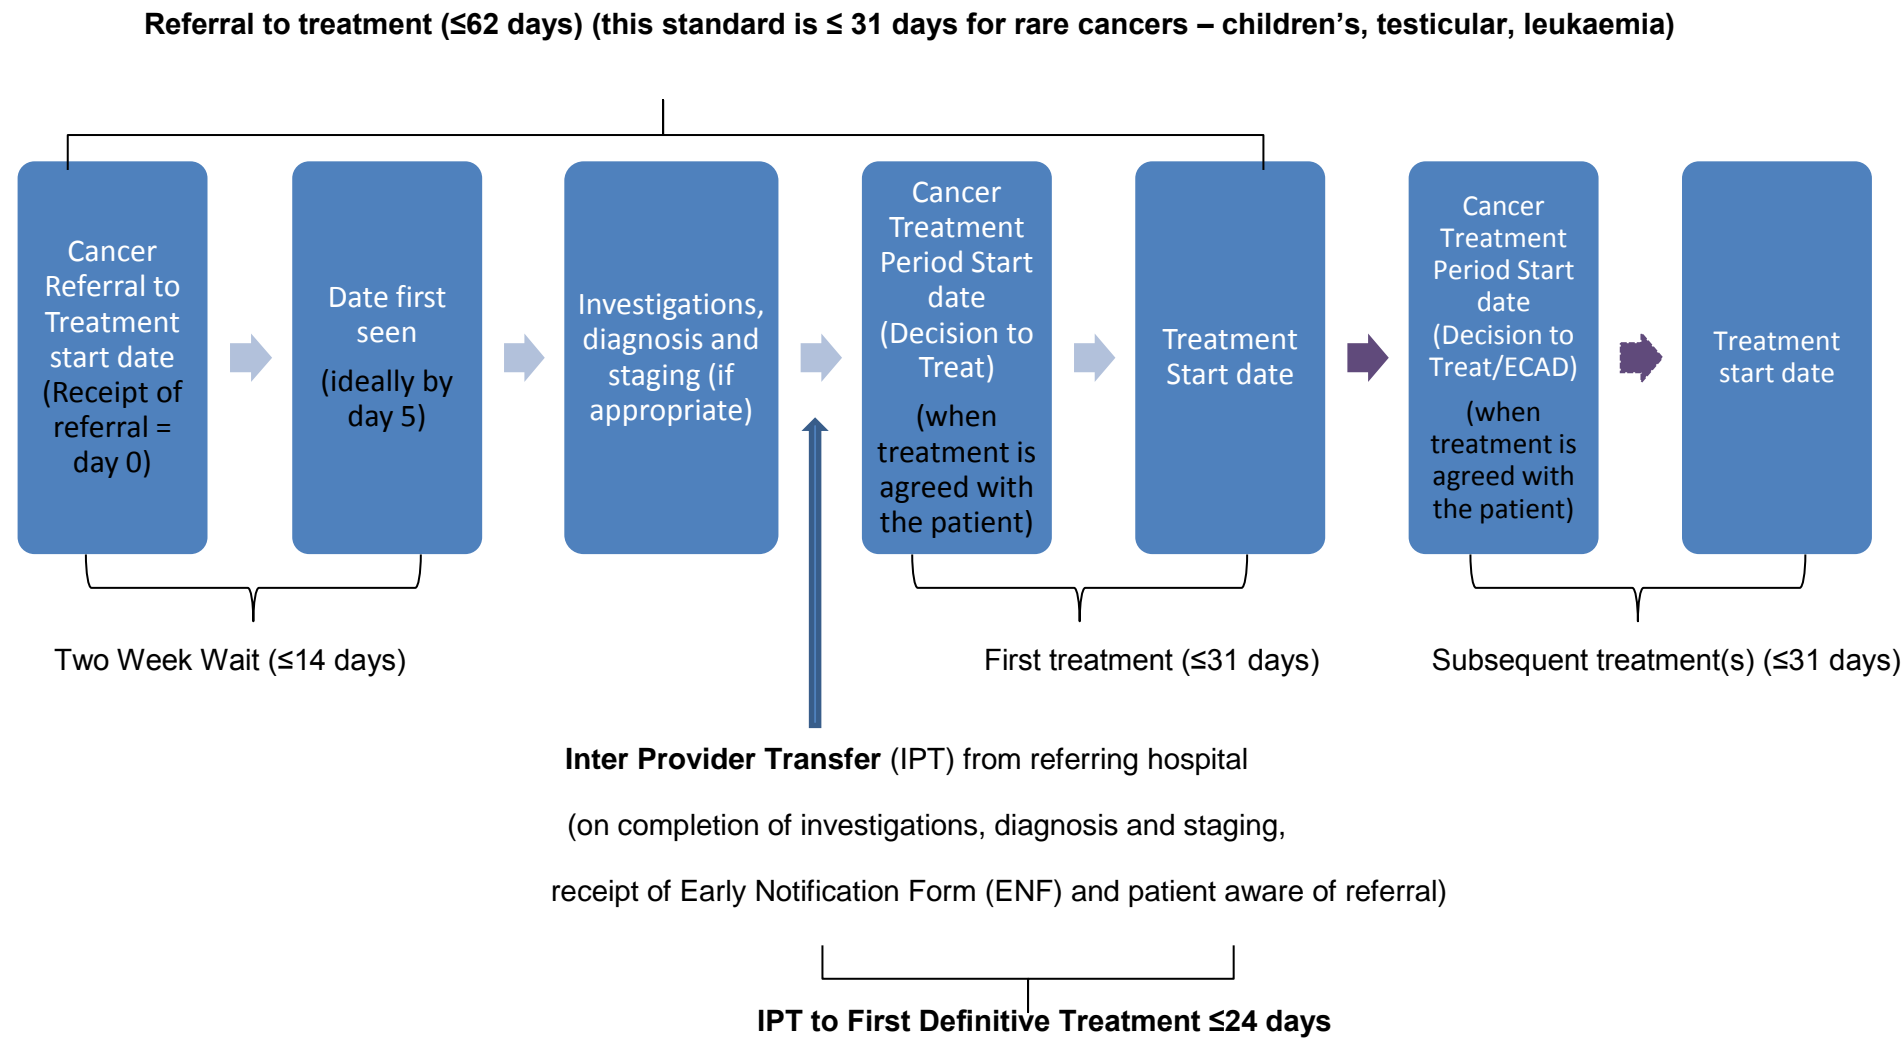 Referral to treatment (≤62 days) (this standard is ≤ 31 days for rare cancers – children’s, testicular, leukaemia)
Cancer
Referral to
Treatment
start date
(Receipt of
referral =
day 0)
Date first
seen
(ideally by
day 5)
Investigations,
diagnosis and
staging (if
appropriate)
Cancer
Treatment
Period Start
date
(Decision to
Treat)
(when
treatment is
agreed with
the patient)
Treatment
Start date
Cancer
Treatment
Period Start
date
(Decision to
Treat/ECAD)
(when
treatment is
agreed with
the patient)
Treatment
start date
Two Week Wait (≤14 days)
First treatment (≤31 days)
Subsequent treatment(s) (≤31 days)
Inter Provider Transfer (IPT) from referring hospital
(on completion of investigations, diagnosis and staging,
receipt of Early Notification Form (ENF) and patient aware of referral)
IPT to First Definitive Treatment ≤24 days